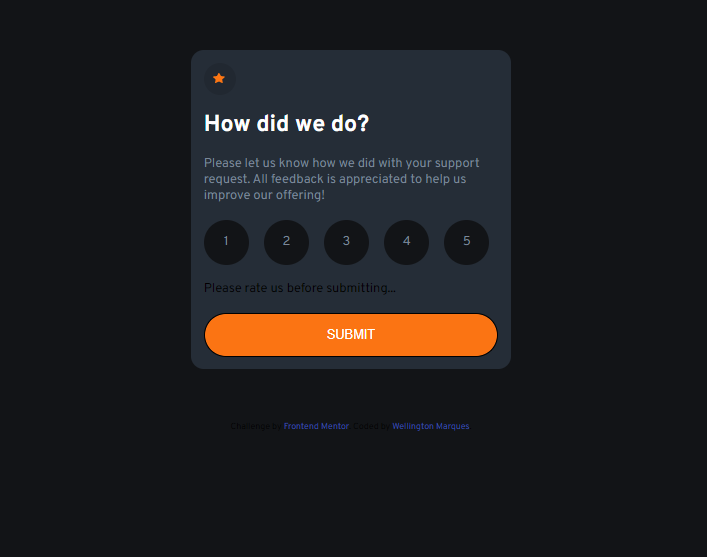 How did we do?
Please let us know how we did with your support
request. All feedback is appreciated to help us
improve our offering!
1 2 3 4 5
Please rate us before submitting...
SUBMIT
Challenge by Frontend Mentor. Coded by Wellington Marques